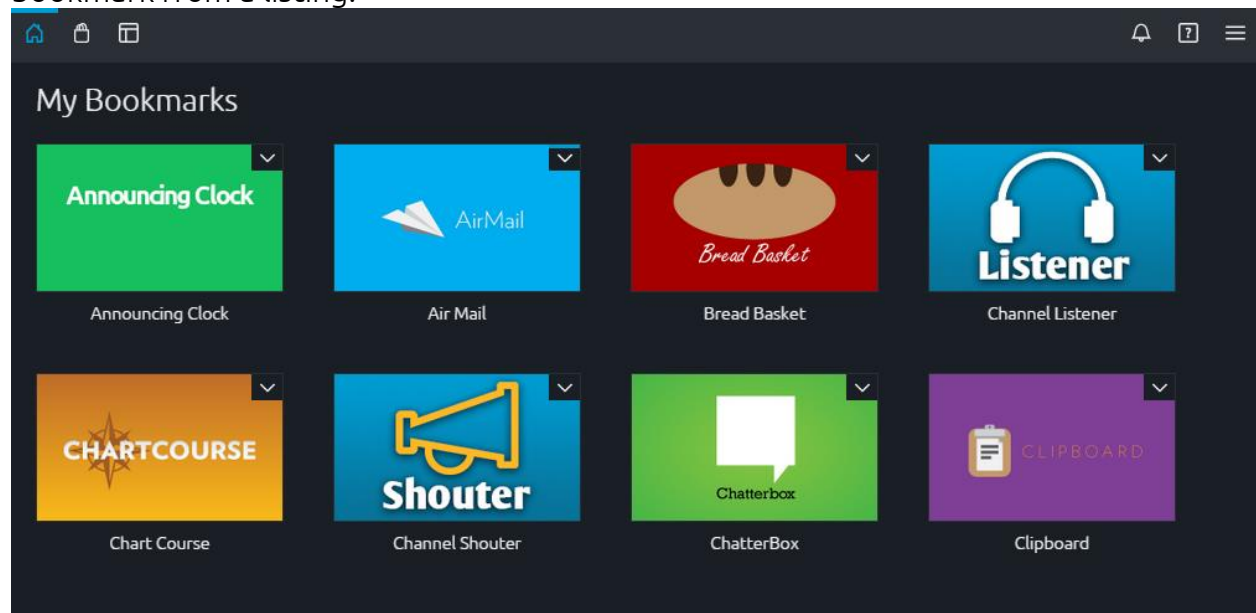 bookmark from a listing.
?
My Bookmarks
Announcing Clock
AirMail
Bread Basket
Listener
Announcing Clock
Air Mail
Bread Basket
Channel Listener
CHARTCOURSE
Shouter
Chatterbox
CLIPBOARD
Chart Course
Channel Shouter
ChatterBox
Clipboard